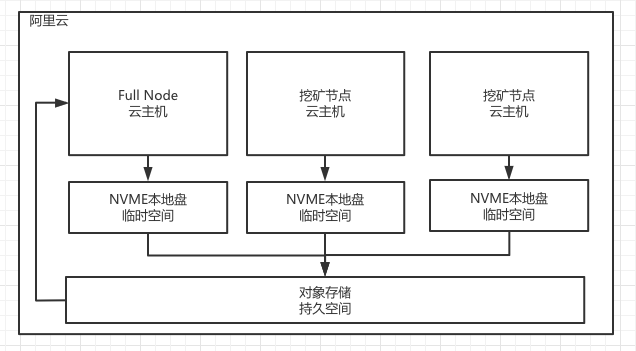 阿里云
Full Node
云主机
挖矿节点
云主机
挖矿节点
云主机
NVME本地盘
临时空间
NVME本地盘
临时空间
NVME本地盘
临时空间
对象存储
持久空间